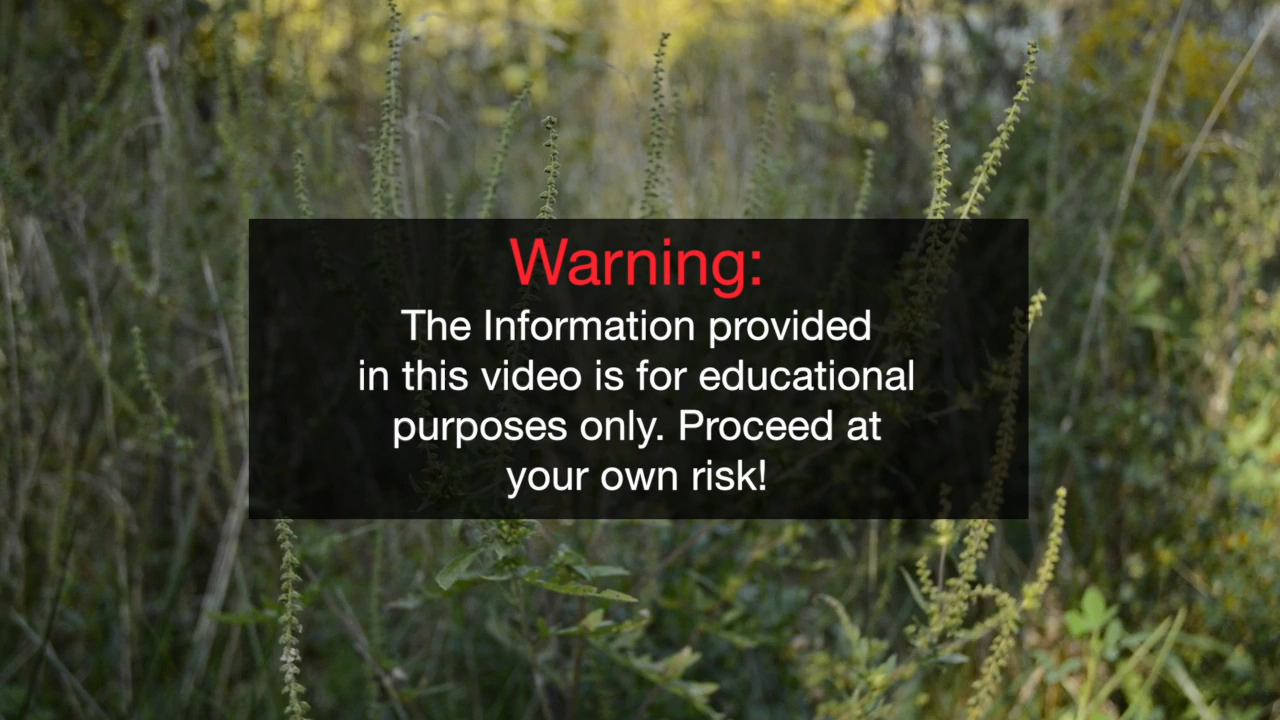 Warning:
The Information provided
in this video is for educational
purposes only. Proceed at
your own risk!